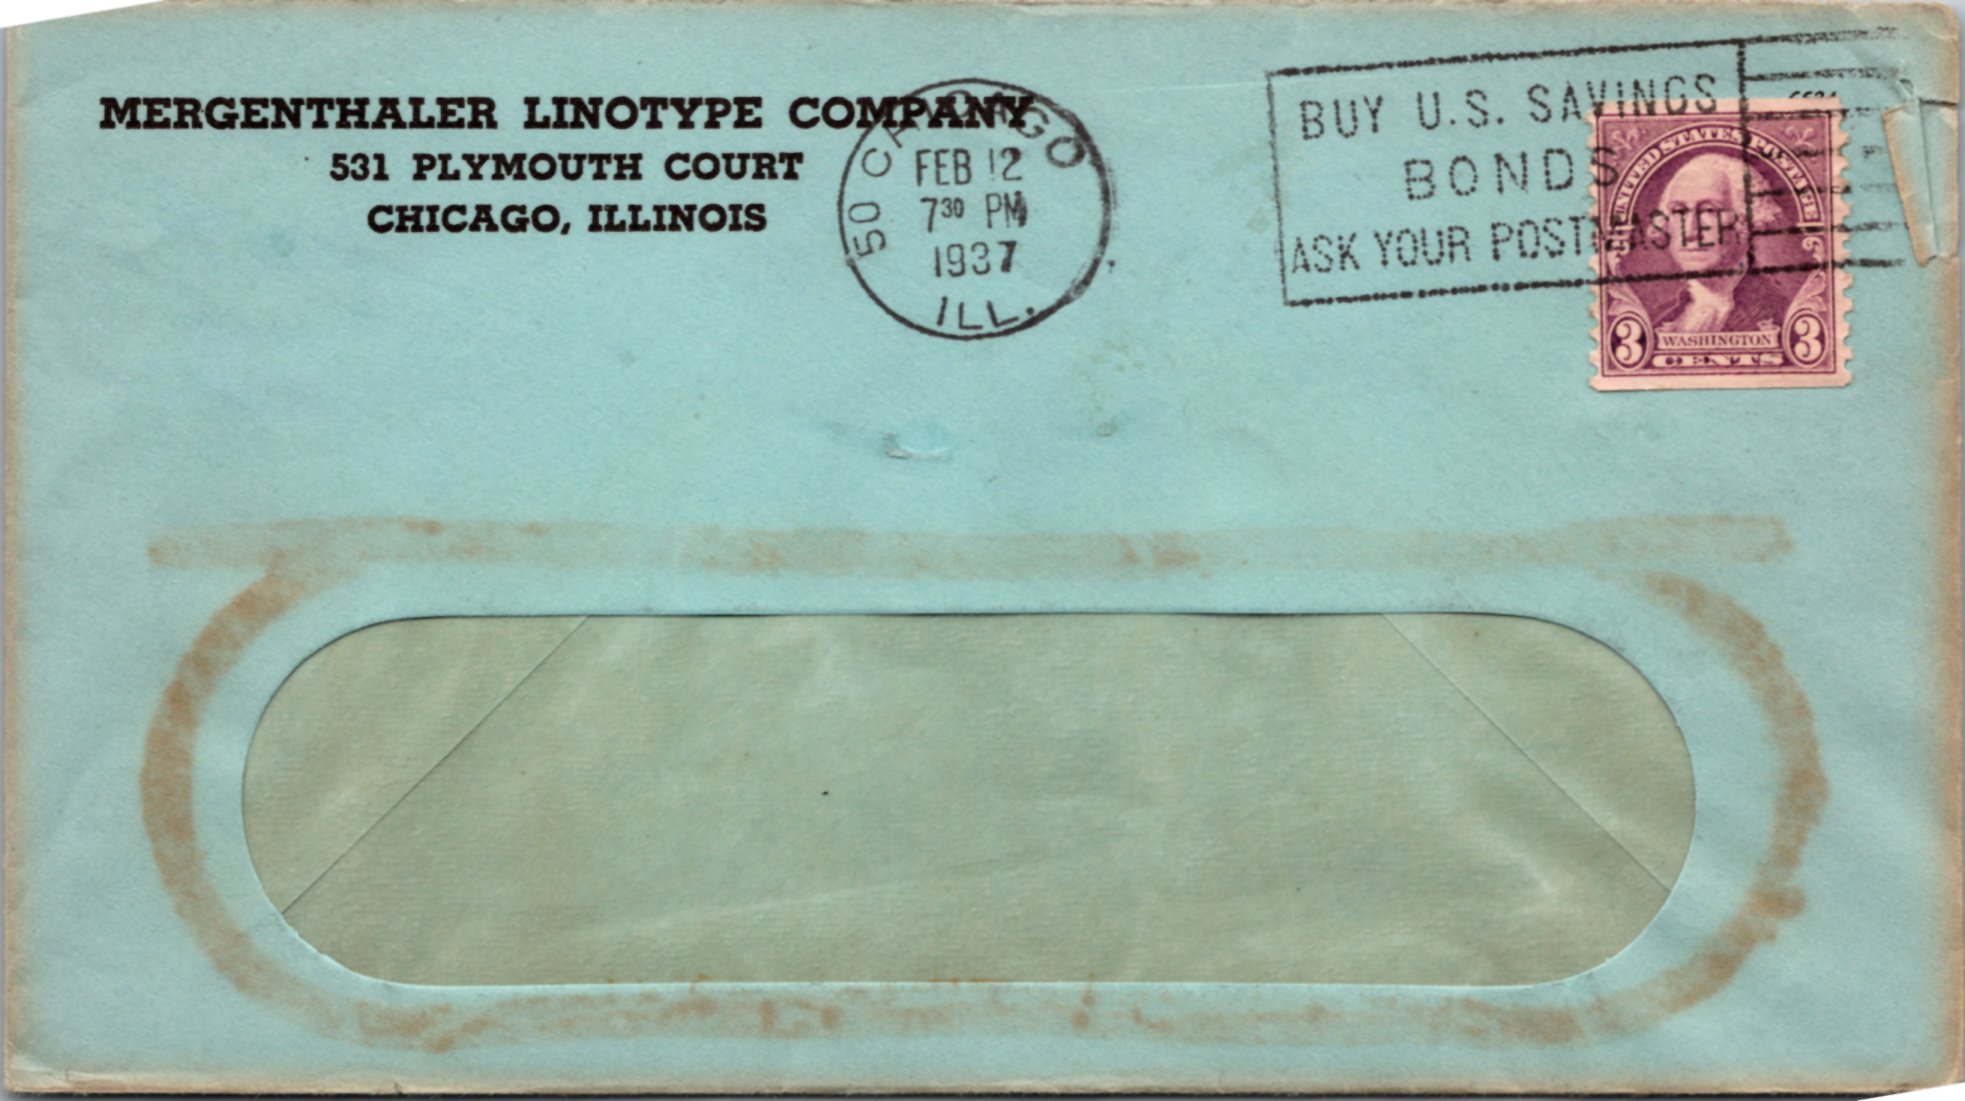 MERGENTHALER LINOTYPE COMPANY
531 PLYMOUTH COURT
CHICAGO, ILLINOIS
50 CHICAGO
FEB 12
7 30 PM
1937
ILL.
BUY U.S. SAVINGS
BONDS
ASK YOUR POSTMASTER
UNITED STATES POSTAGE
WASHINGTON
3 CENTS 3